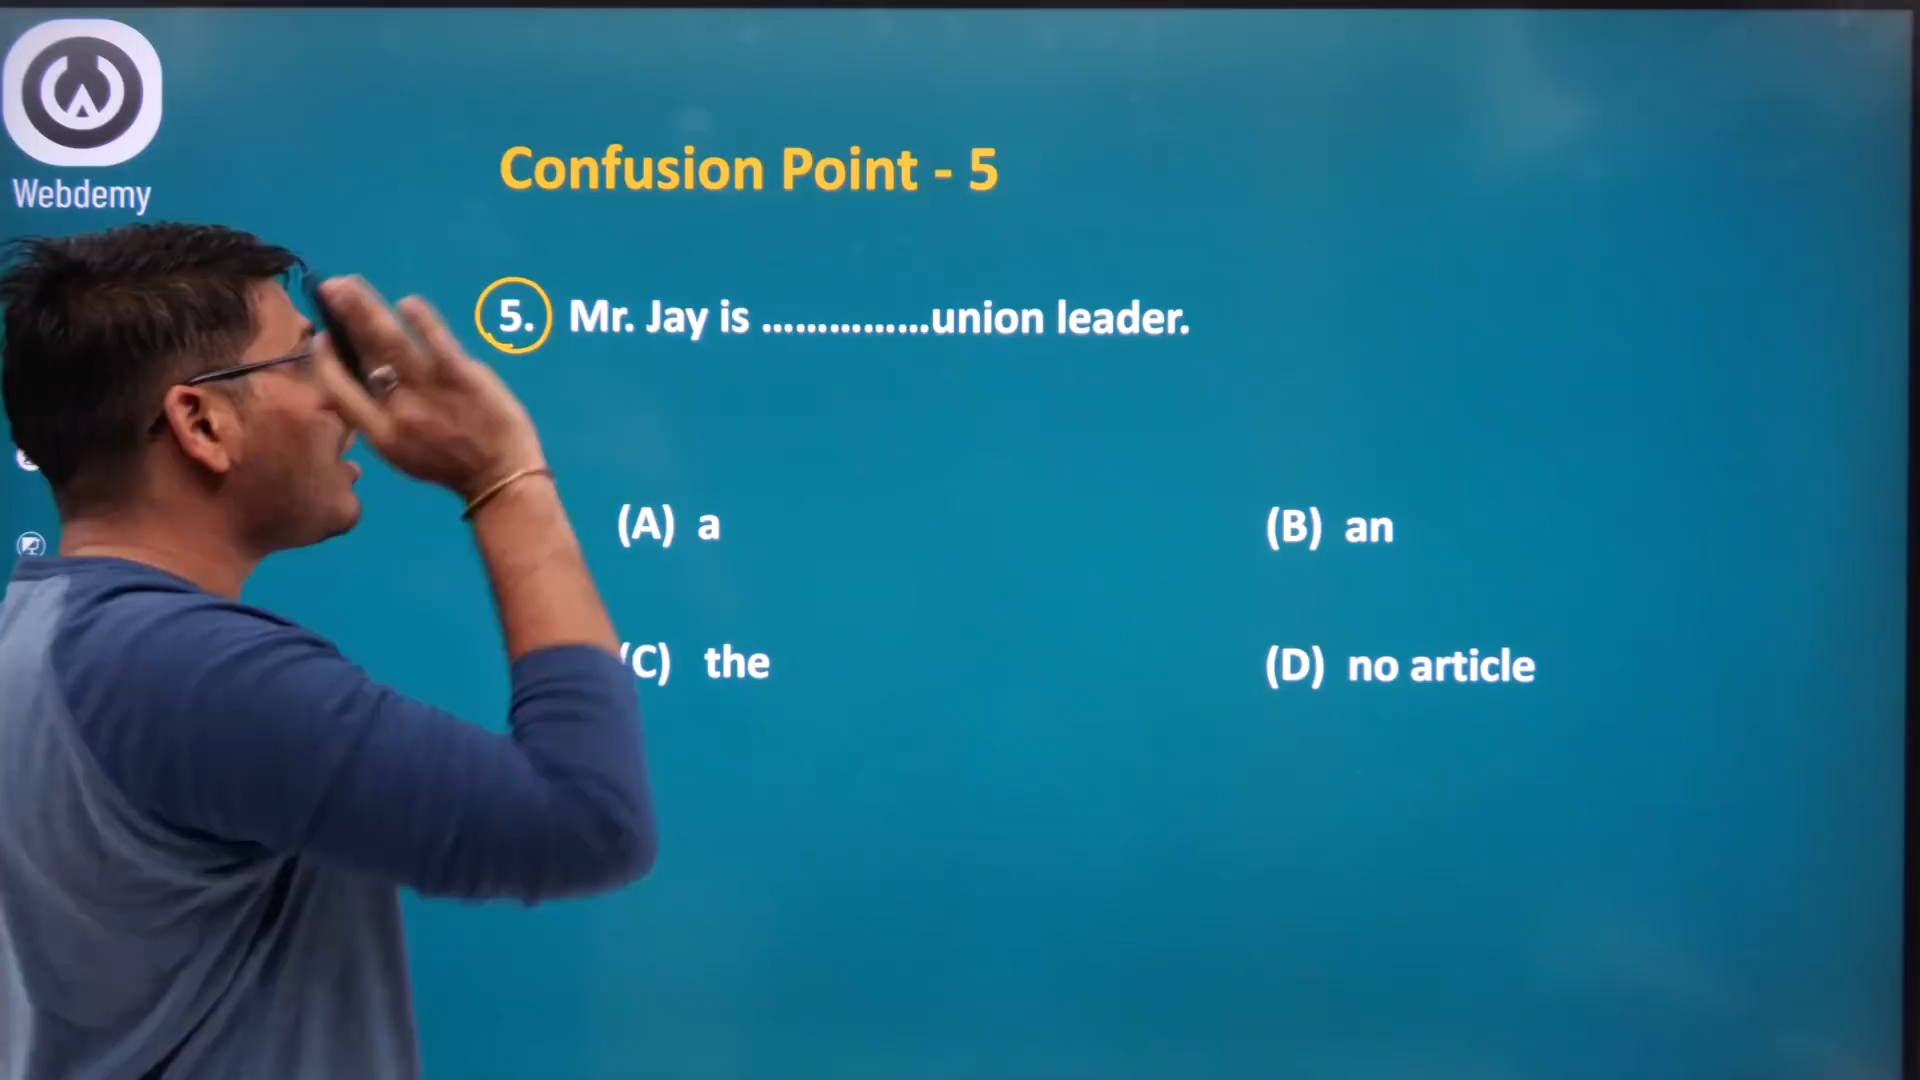 Webdemy
Confusion Point - 5
5. Mr. Jay is ...............union leader.
(A) a
(B) an
(C) the
(D) no article